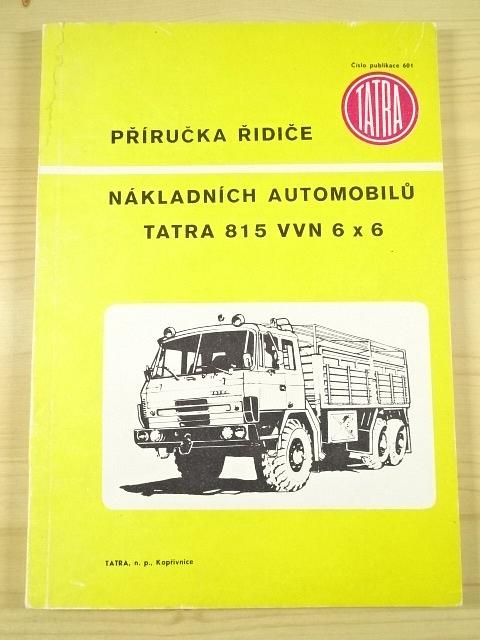 Číslo publikace 601
TATRA
PŘÍRUČKA ŘIDIČE
NÁKLADNÍCH AUTOMOBILŮ
TATRA 815 VVN 6 x 6
TATRA, n. p., Kopřivnice